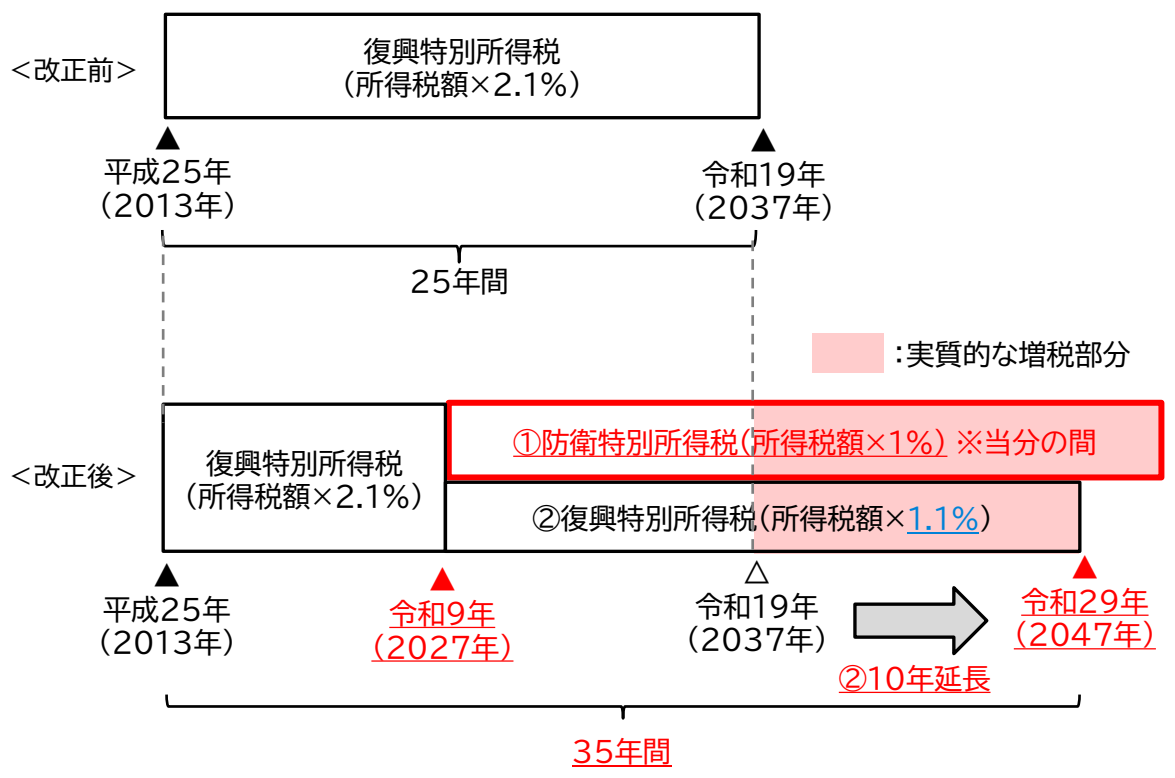 <改正前>
復興特別所得税
(所得税額×2.1%)
▲
平成25年
(2013年)
▲
令和19年
(2037年)
25年間
:実質的な増税部分
<改正後>
復興特別所得税
(所得税額×2.1%)
①防衛特別所得税(所得税額×1%) ※当分の間
②復興特別所得税(所得税額×1.1%)
▲
平成25年
(2013年)
▲
令和9年
(2027年)
△
令和19年
(2037年)
②10年延長
▲
令和29年
(2047年)
35年間